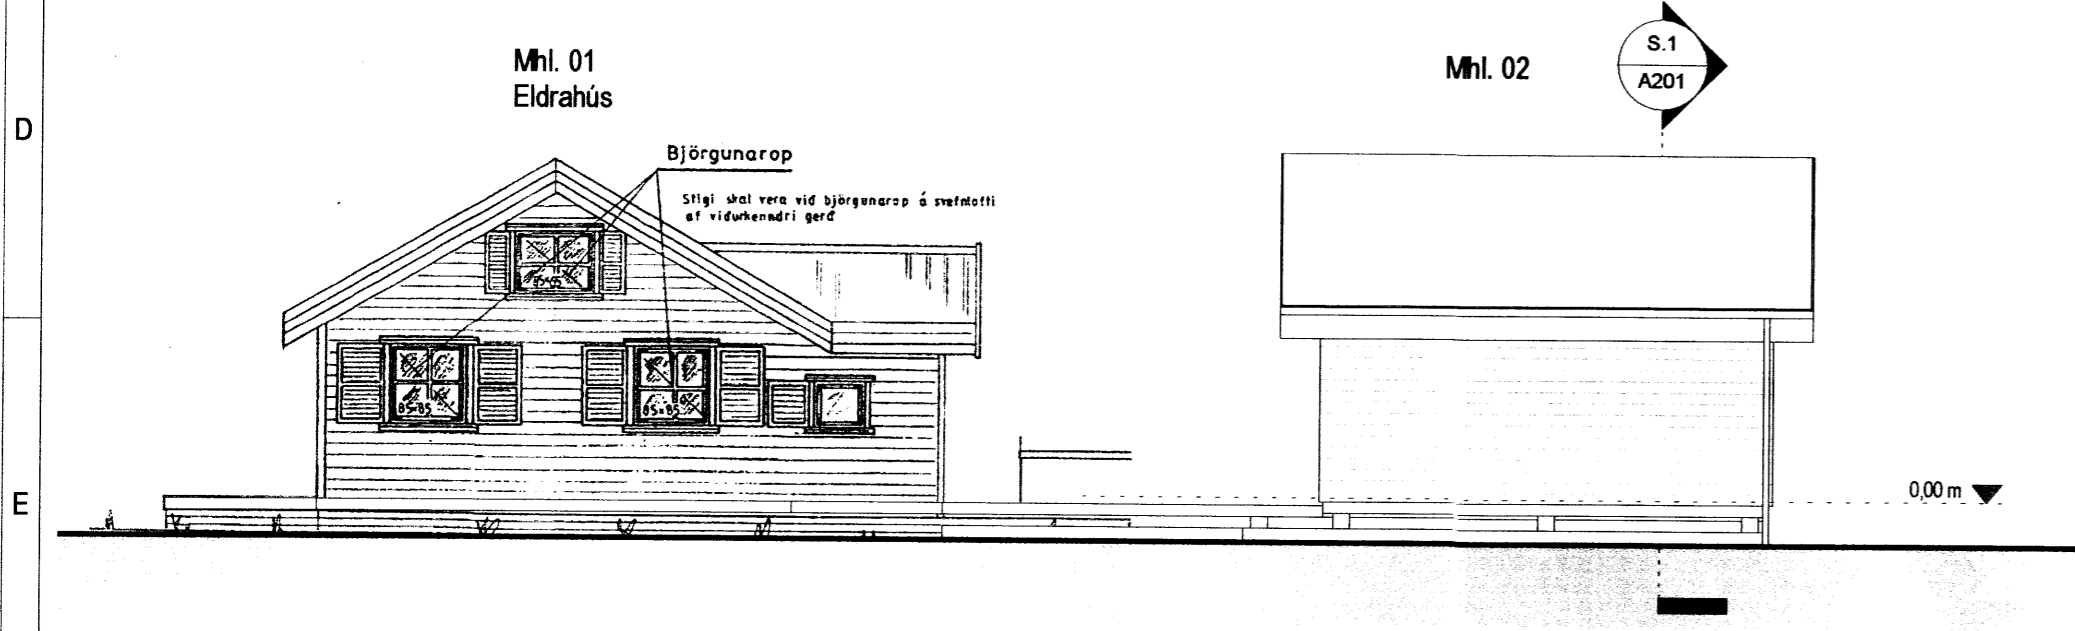 Mhl. 01
Eldrahús
Mhl. 02
S.1
A201
D
Björgunarop
Stigi skal vera við björgunarop á svefnlofti
af viðurkenndri gerð
85×85
85×85
85×85
E
0,00 m